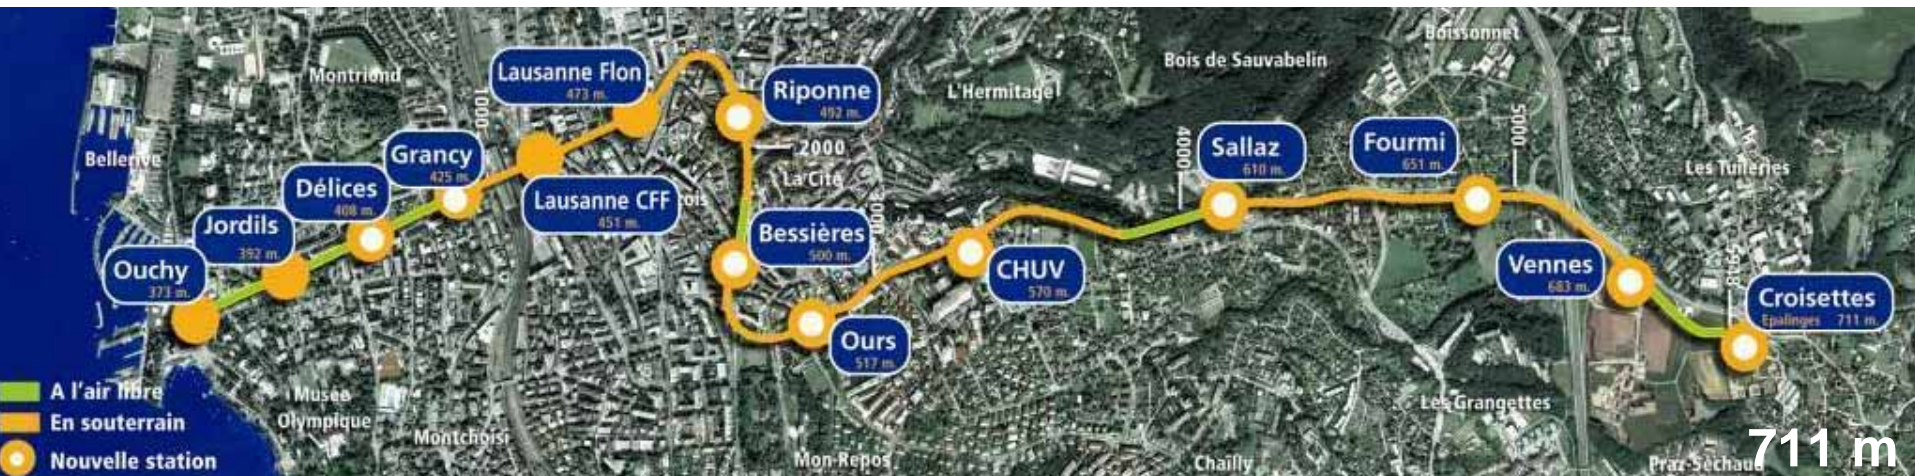 Boissonnet
Bois de Sauvabelin
Lausanne Flon
473 m.
Montriond
L'Hermitage
Riponne
492 m.
1000
5000
4000
Fourmi
651 m.
Sallaz
610 m.
Grancy
425 m.
2000
Bellerive
Les Tuileries
La Cité
Délices
408 m.
Lausanne CFF
451 m.
ois
3000
Jordils
392 m.
Bessières
500 m.
Ouchy
373 m.
CHUV
570 m.
Vennes
683 m.
5918
Croisettes
Epalinges 711 m.
Ours
517 m.
A l'air libre
En souterrain
Nouvelle station
Musée
Olympique
Montchoisi
Mon-Repos
Chailly
Les Grangettes
Praz-Séchaud
711 m